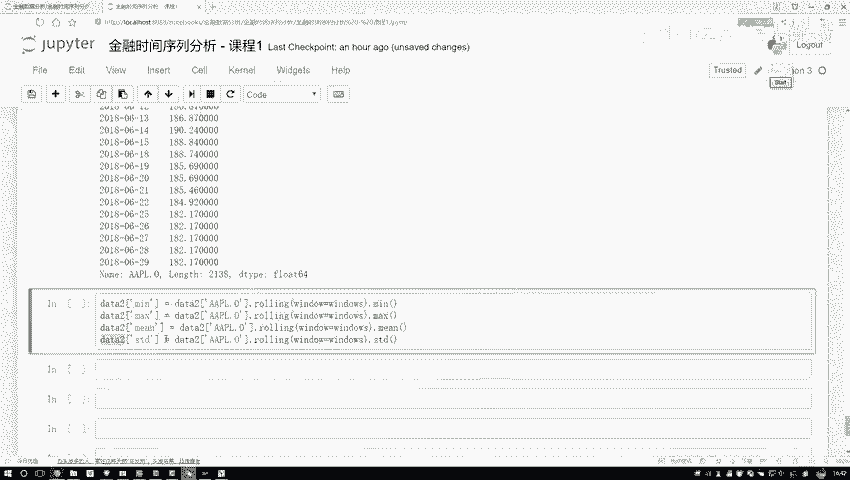 jupyter 金融时间序列分析 - 课程1 Last Checkpoint: an hour ago (unsaved changes)
Logout
File Edit View Insert Cell Kernel Widgets Help
Trusted
Code
2018-06-13 186.870000
2018-06-14 190.240000
2018-06-15 188.840000
2018-06-18 188.740000
2018-06-19 185.690000
2018-06-20 185.690000
2018-06-21 185.460000
2018-06-22 184.920000
2018-06-25 182.170000
2018-06-26 182.170000
2018-06-27 182.170000
2018-06-28 182.170000
2018-06-29 182.170000
Name: AAPL.O, Length: 2138, dtype: float64
In [ ]:
data2['min'] = data2['AAPL.O'].rolling(window=windows).min()
data2['max'] = data2['AAPL.O'].rolling(window=windows).max()
data2['mean'] = data2['AAPL.O'].rolling(window=windows).mean()
data2['std'] = data2['AAPL.O'].rolling(window=windows).std()
In [ ]:
In [ ]:
In [ ]:
16:47